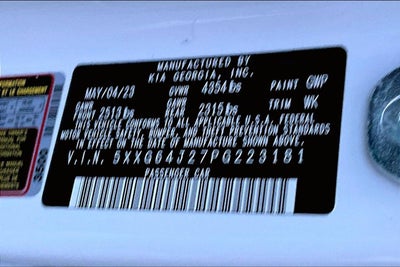 MANUFACTURED BY
KIA GEORGIA, INC.
MAY/04/23 GVWR 4354 lbs PAINT GWP
GAWR GAWR
FRONT 2513 lbs REAR 2315 lbs TRIM WK
THIS VEHICLE CONFORMS TO ALL APPLICABLE U.S.A. FEDERAL
MOTOR VEHICLE SAFETY, BUMPER, AND THEFT PREVENTION STANDARDS
IN EFFECT ON THE DATE OF MANUFACTURE SHOWN ABOVE.
V.I.N. 5XXG64J27PG223181
PASSENGER CAR